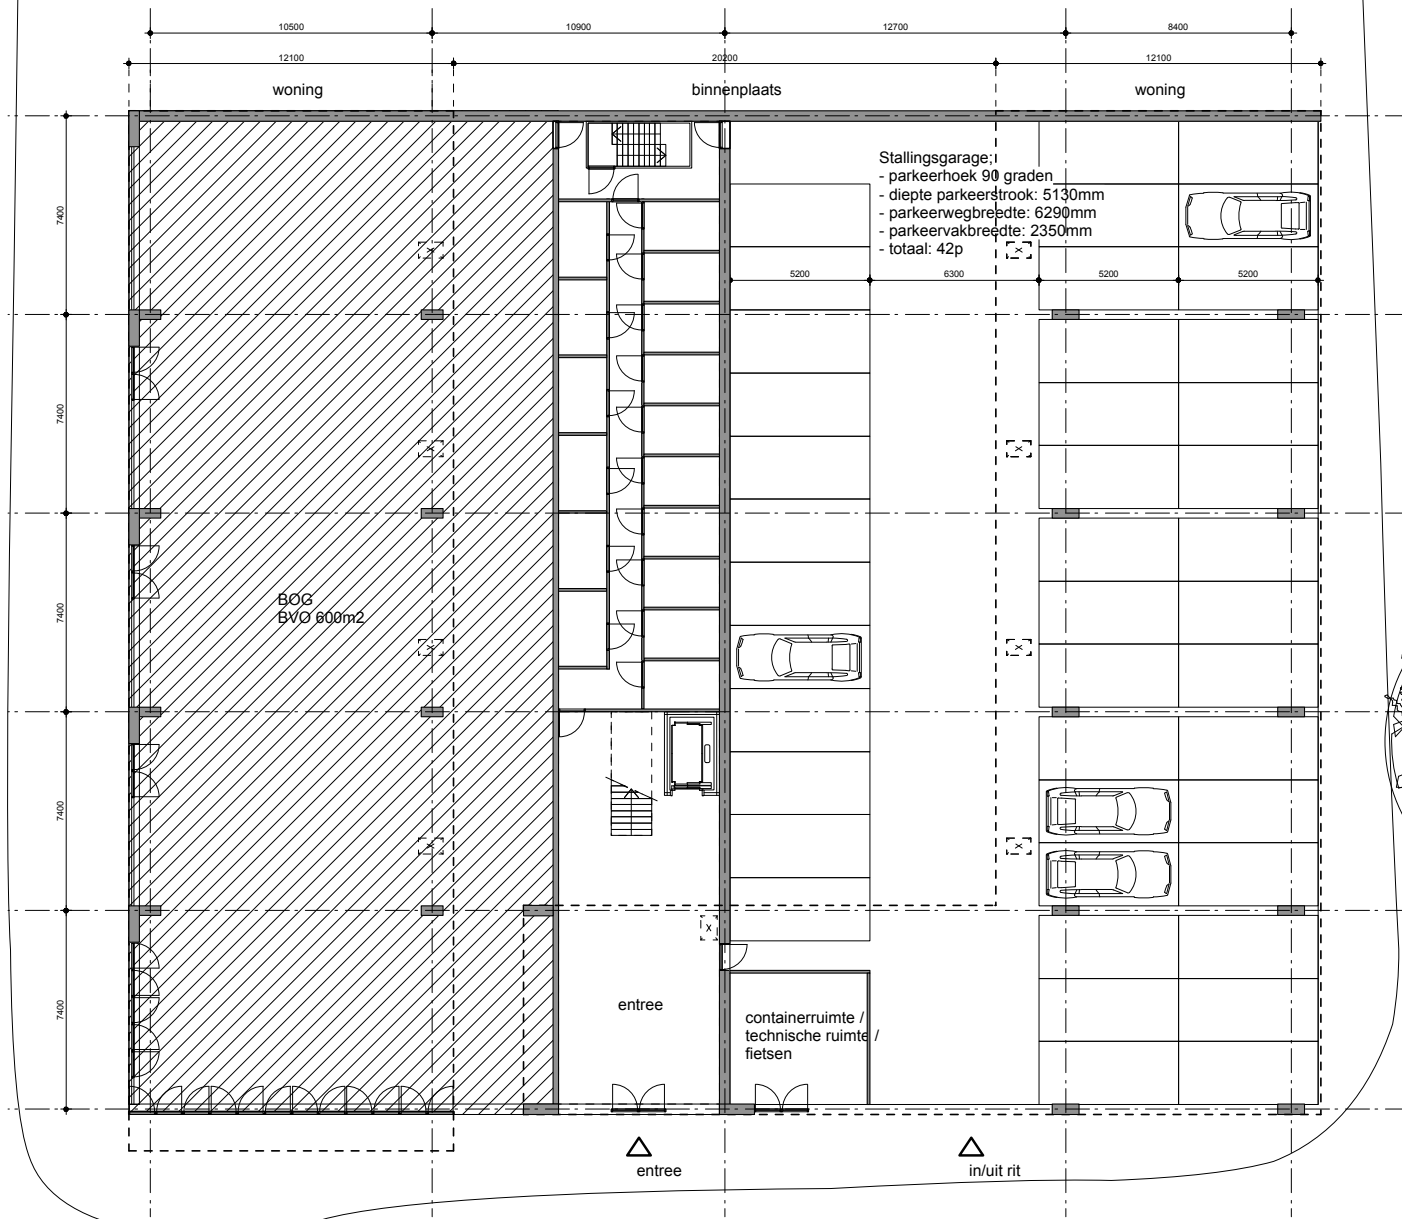 10500
10900
12700
8400
12100
20200
12100
woning
binnenplaats
woning
Stallingsgarage;
- parkeerhoek 90 graden
- diepte parkeerstrook: 5130mm
- parkeerwegbreedte: 6290mm
- parkeervakbreedte: 2350mm
- totaal: 42p
7400
x
x
5200
6300
5200
5200
7400
x
x
7400
BOG
BVO 600m2
x
x
7400
x
x
x
7400
entree
containerruimte /
technische ruimte /
fietsen
entree
in/uit rit